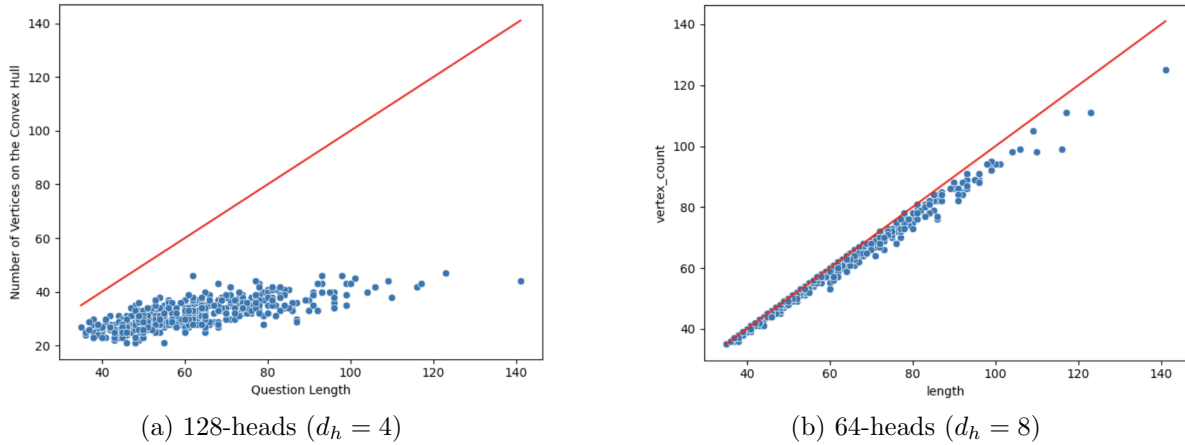 140
120
100
80
60
40
20
Number of Vertices on the Convex Hull
40 60 80 100 120 140
Question Length
(a) 128-heads (d_h = 4)
140
120
100
80
60
40
vertex_count
40 60 80 100 120 140
length
(b) 64-heads (d_h = 8)